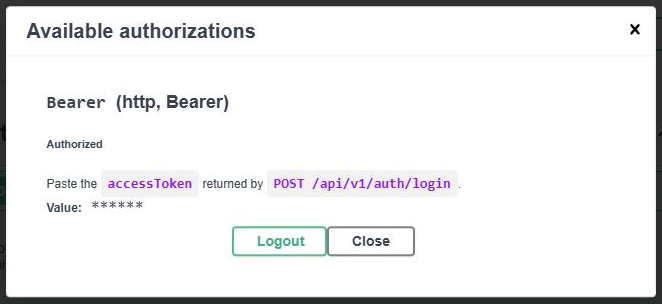 Available authorizations
×
Bearer (http, Bearer)
Authorized
Paste the accessToken returned by POST /api/v1/auth/login .
Value: ******
Logout Close